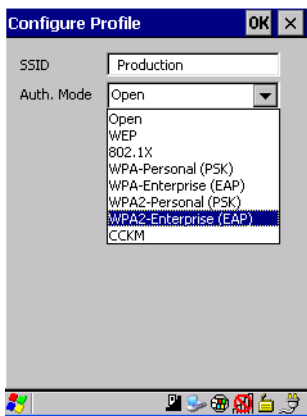 Configure Profile OK
SSID Production
Auth. Mode Open
Open
WEP
802.1X
WPA-Personal (PSK)
WPA-Enterprise (EAP)
WPA2-Personal (PSK)
WPA2-Enterprise (EAP)
CCKM